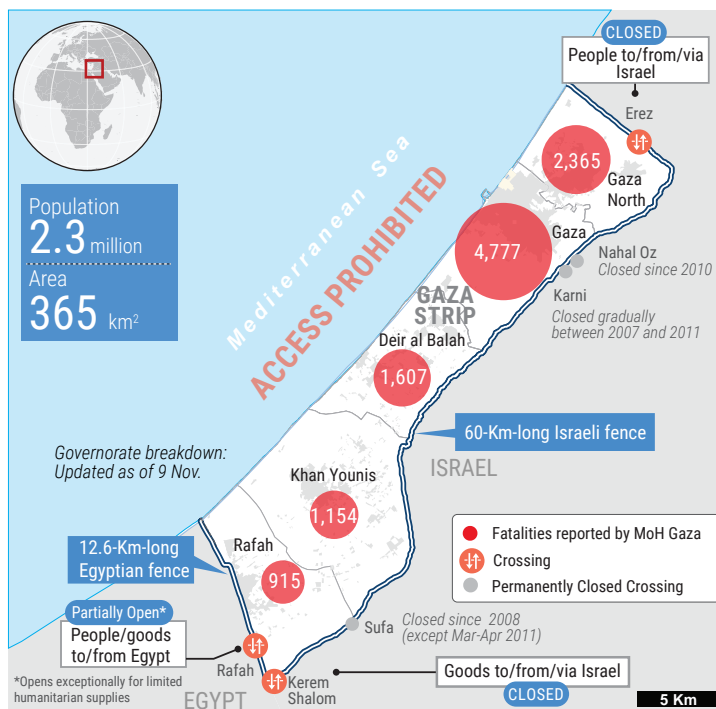 CLOSED
People to/from/via
Israel
Erez
2,365
Gaza
North
Mediterranean Sea
ACCESS PROHIBITED
Population
2.3 million
Area
365 km²
4,777
Gaza
Nahal Oz
Closed since 2010
Karni
Closed gradually
between 2007 and 2011
GAZA
STRIP
Deir al Balah
1,607
60-Km-long Israeli fence
ISRAEL
Governorate breakdown:
Updated as of 9 Nov.
Khan Younis
1,154
12.6-Km-long
Egyptian fence
Rafah
915
Fatalities reported by MoH Gaza
Crossing
Permanently Closed Crossing
Partially Open*
People/goods
to/from Egypt
Sufa
Closed since 2008
(except Mar-Apr 2011)
Rafah
*Opens exceptionally for limited
humanitarian supplies
EGYPT
Kerem
Shalom
Goods to/from/via Israel
CLOSED
5 Km